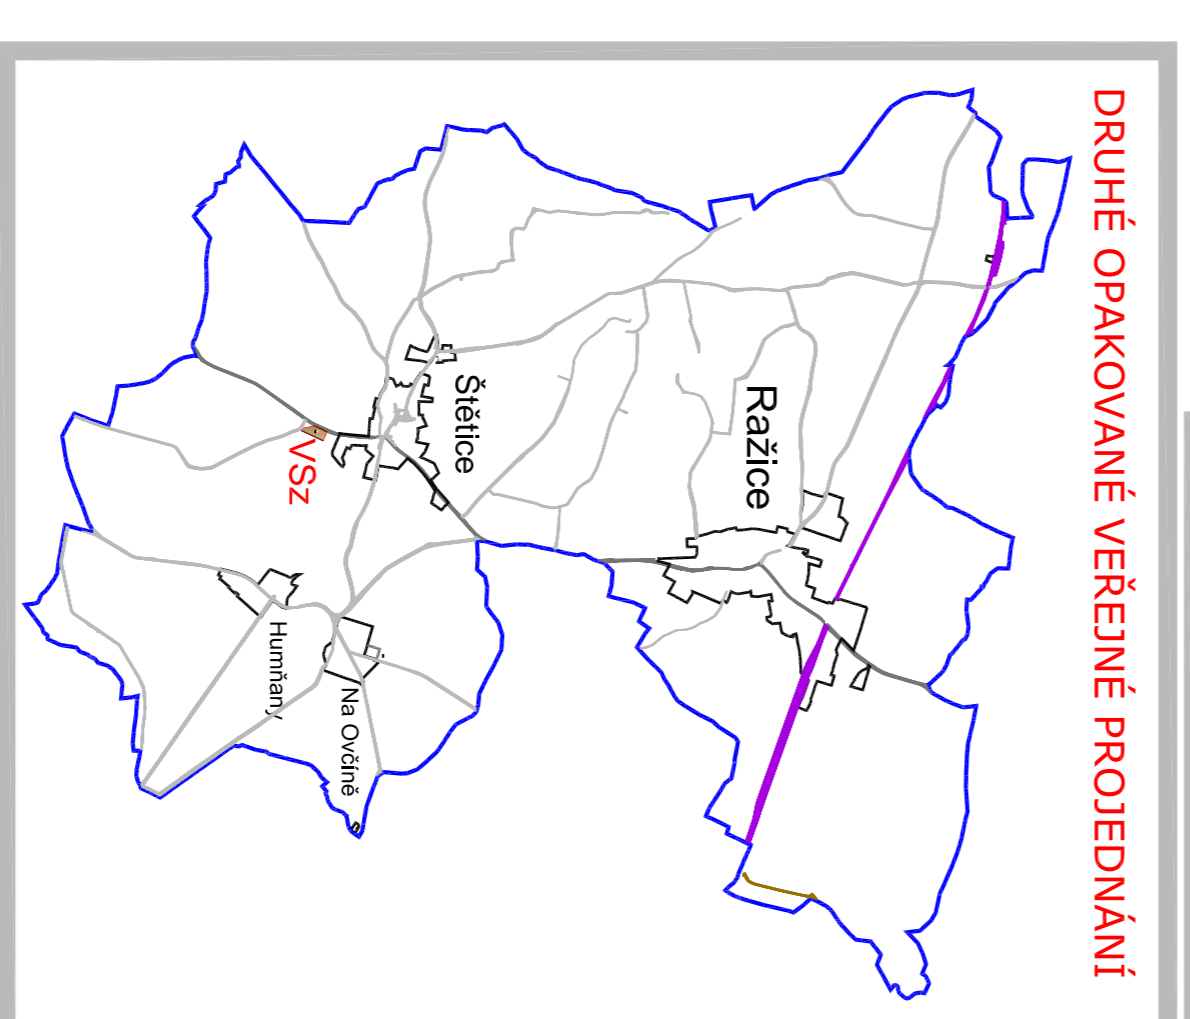 DRUHÉ OPAKOVANÉ VEŘEJNÉ PROJEDNÁNÍ
Ražice
Štětice
VSz
Na Ovčíně
Humňany